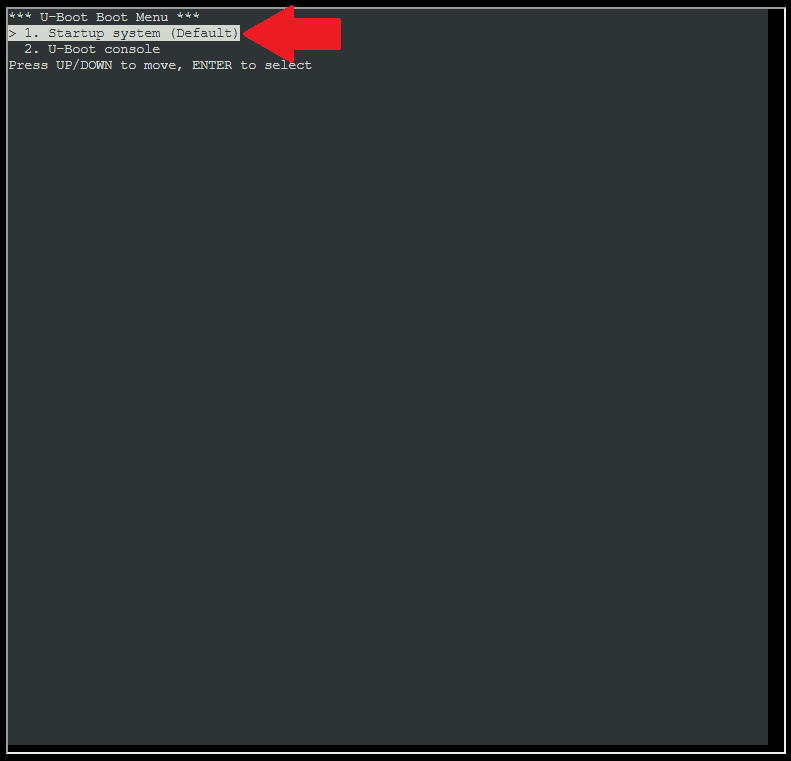 *** U-Boot Boot Menu ***
> 1. Startup system (Default)
2. U-Boot console
Press UP/DOWN to move, ENTER to select